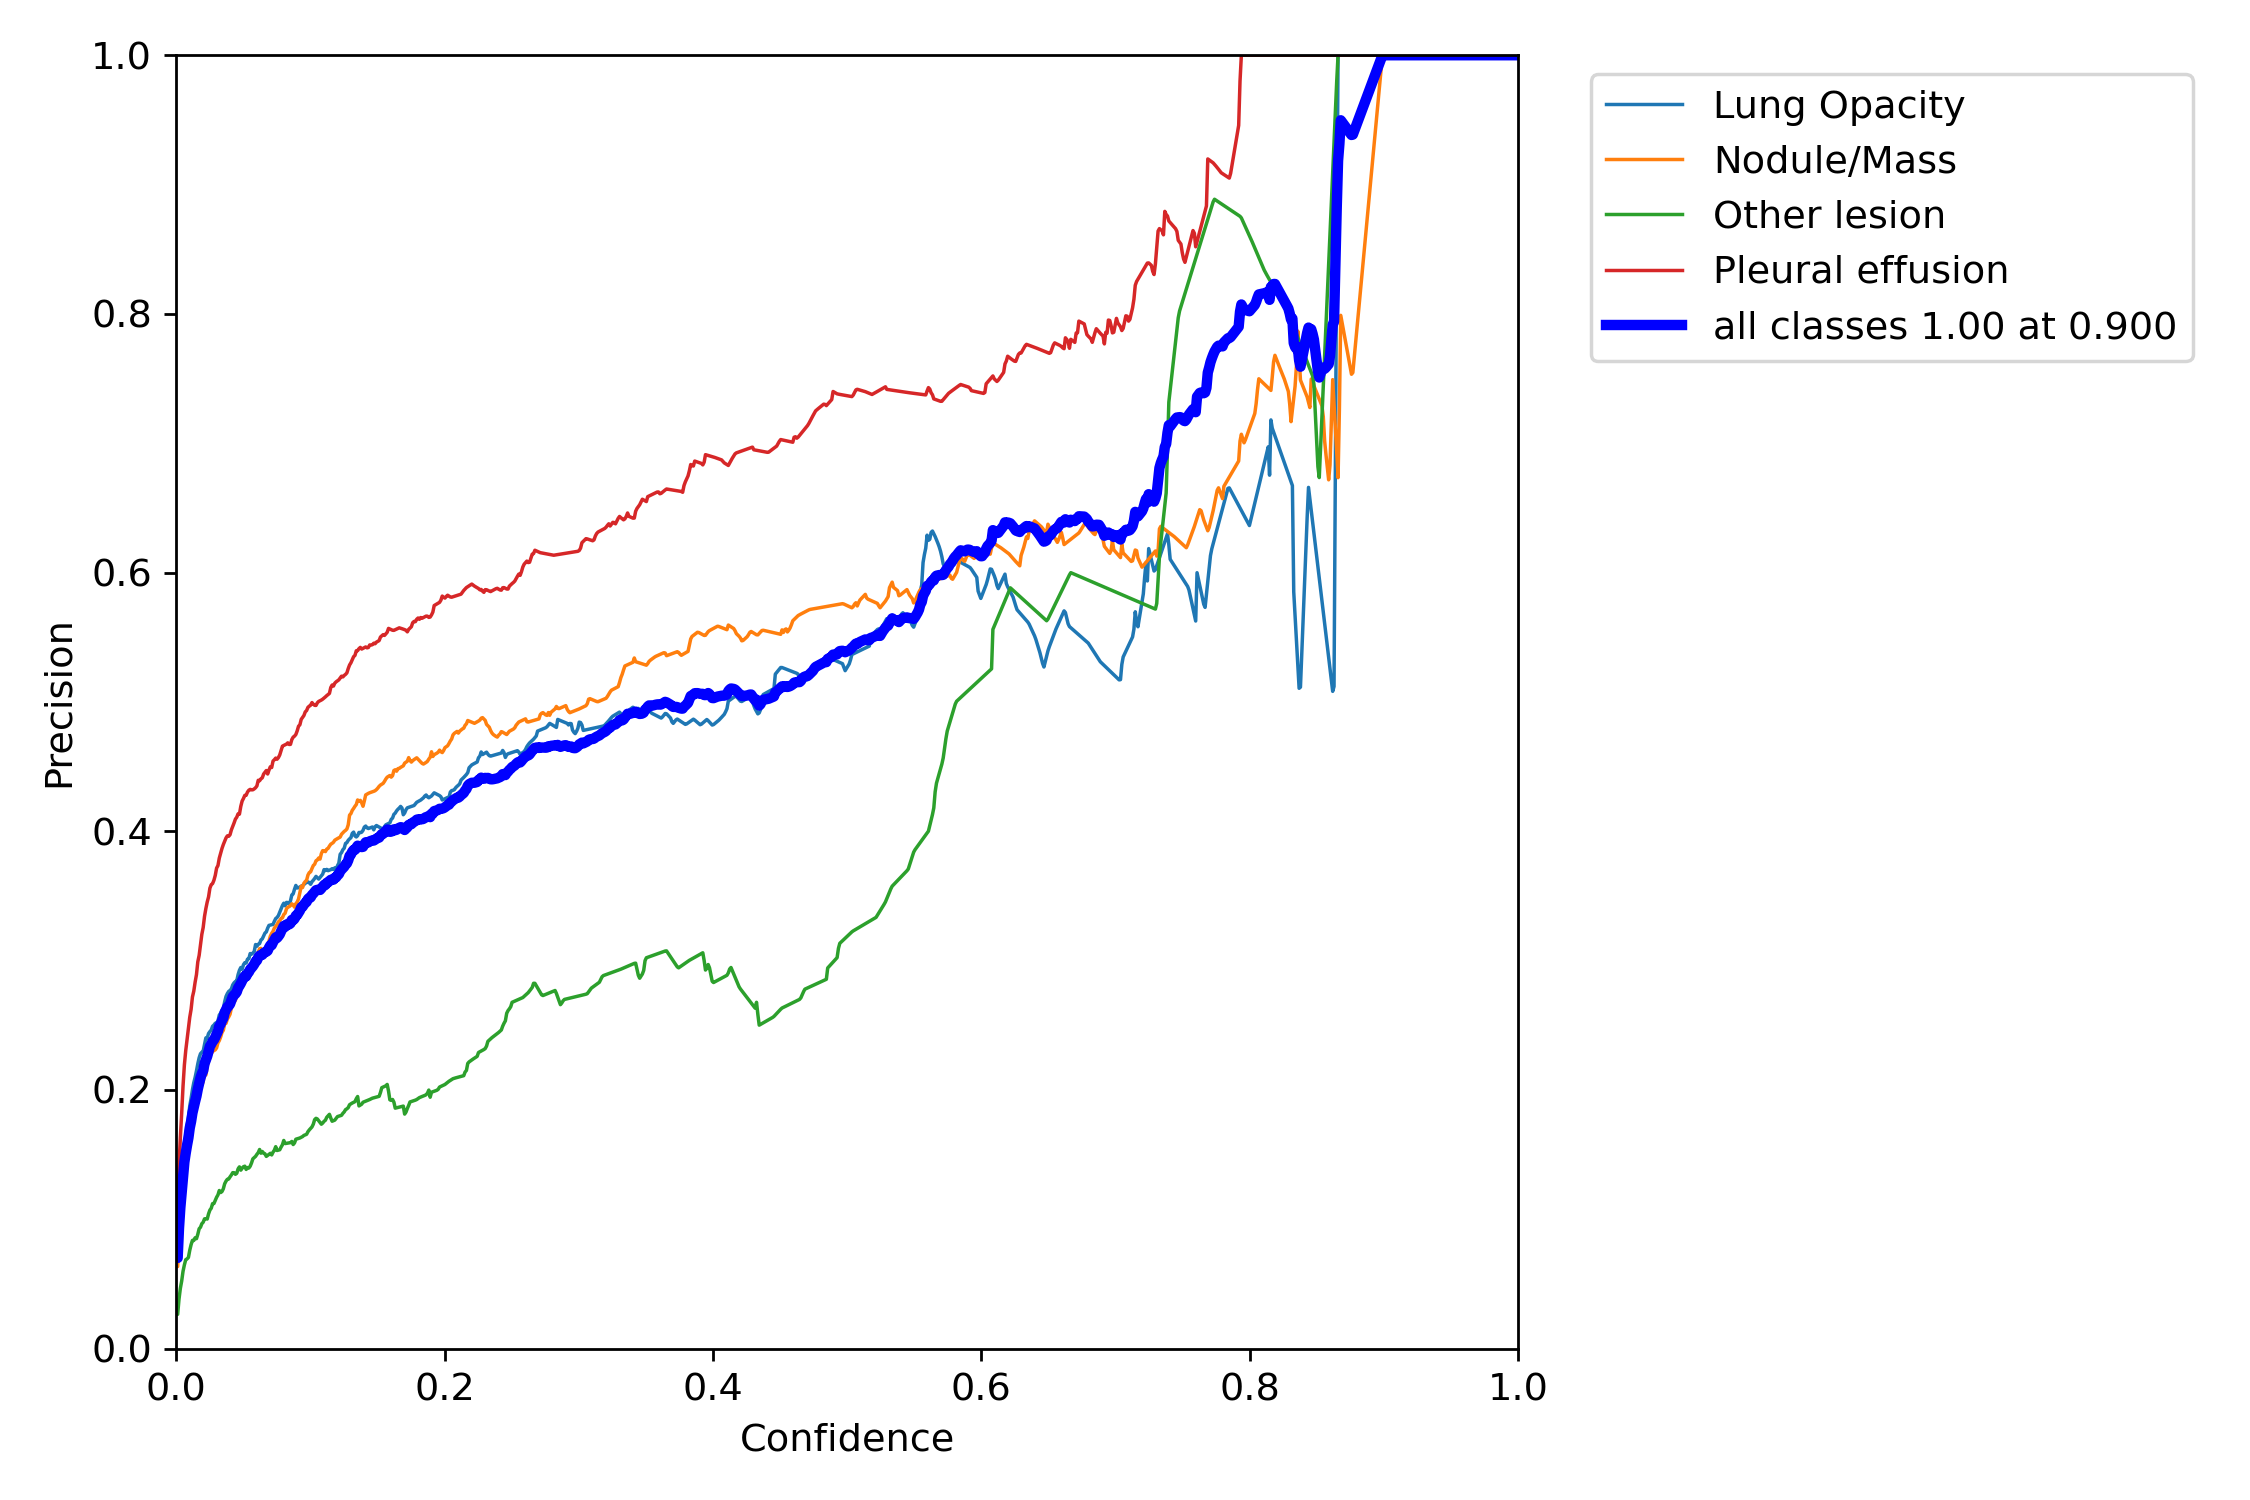 1.0
0.8
0.6
0.4
0.2
0.0
Precision
0.0 0.2 0.4 0.6 0.8 1.0
Confidence
Lung Opacity
Nodule/Mass
Other lesion
Pleural effusion
all classes 1.00 at 0.900